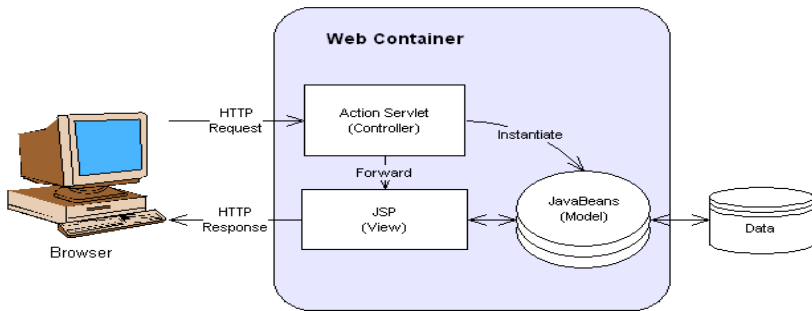 Web Container
HTTP
Request
Action Servlet
(Controller)
Instantiate
Forward
HTTP
Response
JSP
(View)
JavaBeans
(Model)
Data
Browser